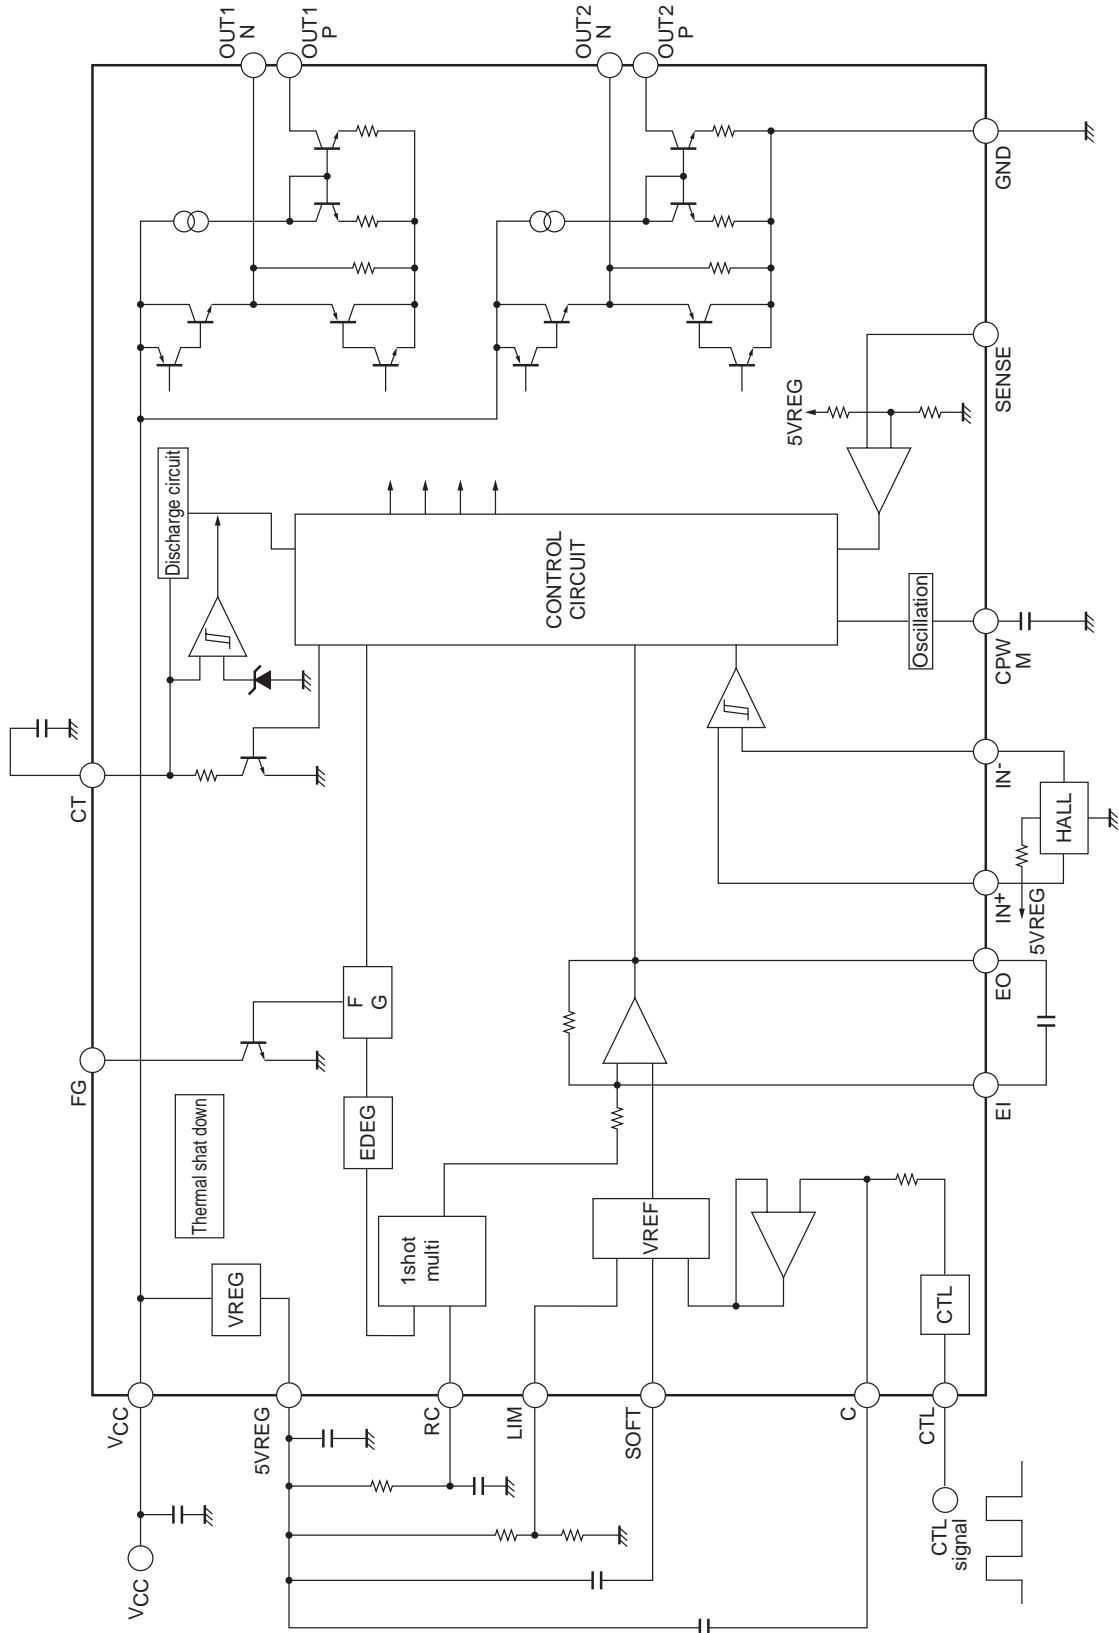 OUT1
N
OUT1
P
OUT2
N
OUT2
P
GND
SENSE
5VREG
Discharge circuit
CONTROL
CIRCUIT
Oscillation
CPW
M
CT
IN-
HALL
IN+
5VREG
F
G
EO
FG
EI
Thermal shat down
EDEG
1shot
multi
VREF
VREG
CTL
VCC
5VREG
RC
LIM
SOFT
C
CTL
VCC
CTL
signal